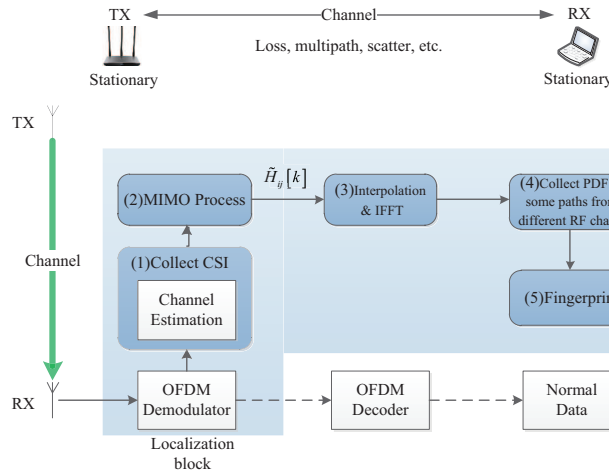 TX
Channel
RX
Loss, multipath, scatter, etc.
Stationary
Stationary
TX
H̃ij[k]
(2)MIMO Process
(3)Interpolation
& IFFT
(4)Collect PDF
some paths from
different RF cha
(1)Collect CSI
Channel
Estimation
Channel
(5)Fingerprin
RX
OFDM
Demodulator
OFDM
Decoder
Normal
Data
Localization
block